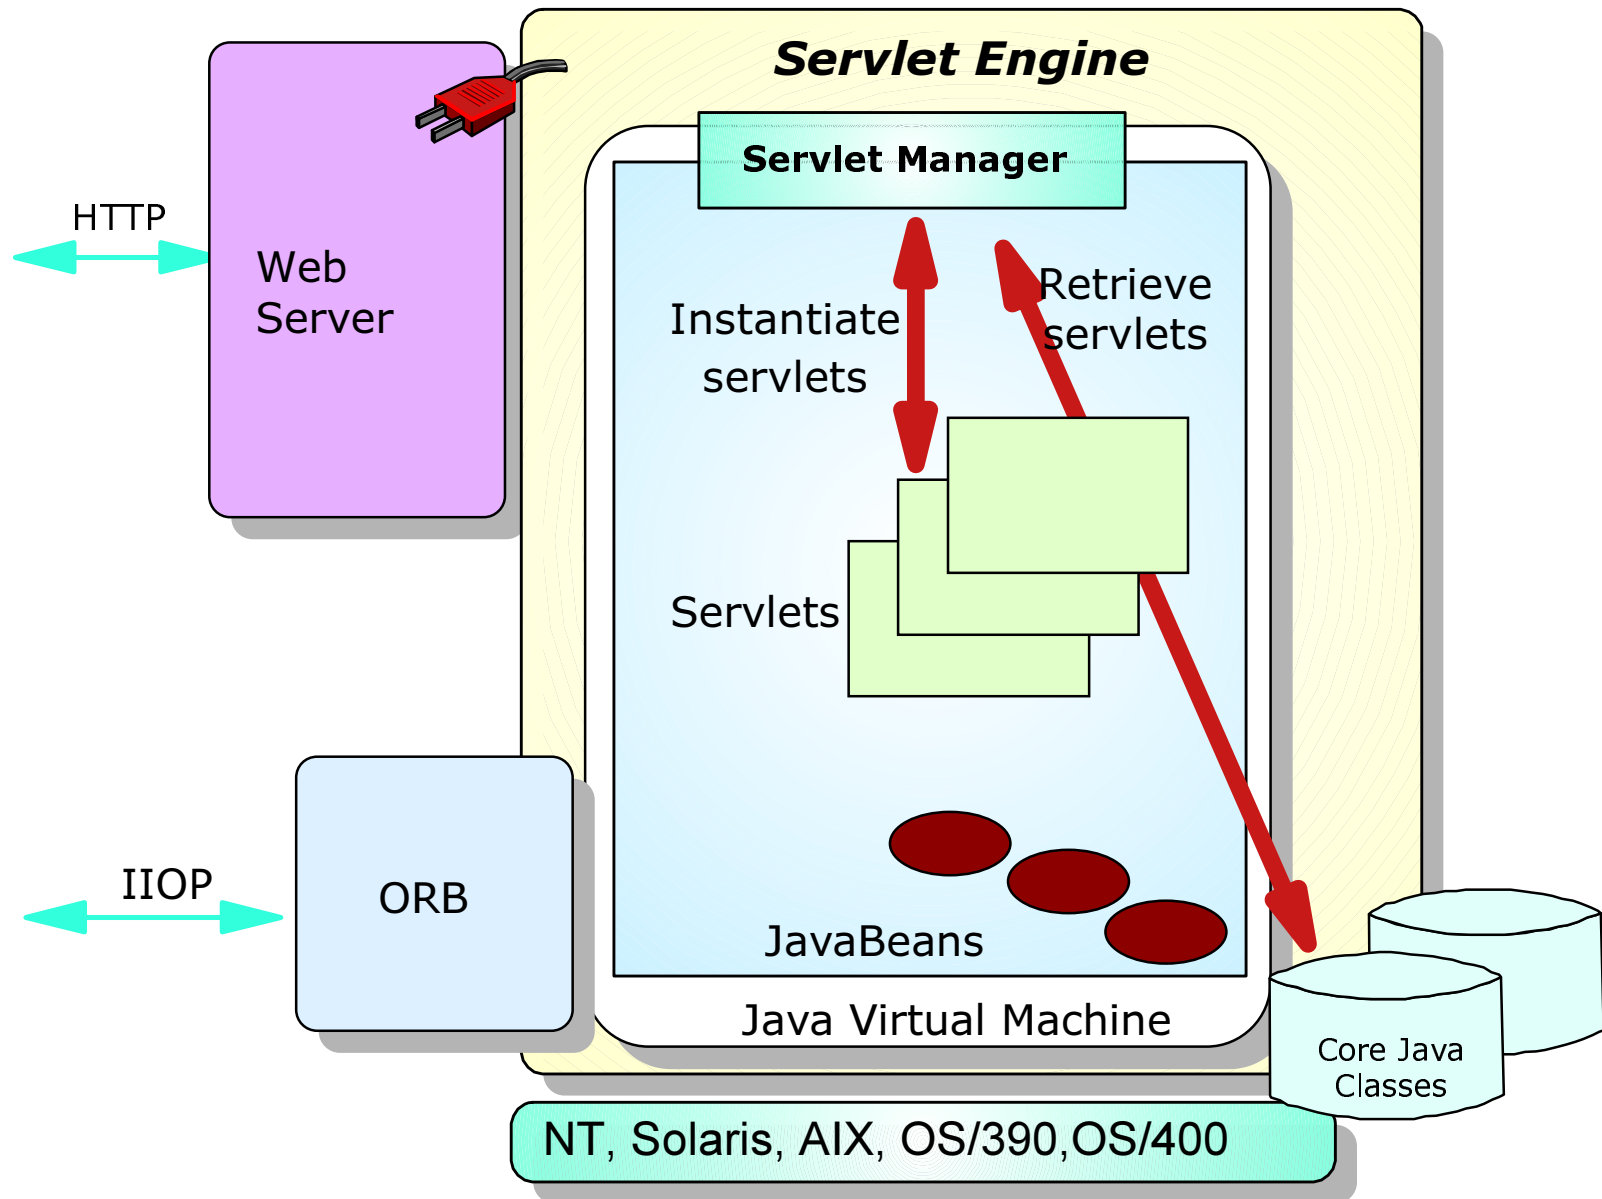 Servlet Engine
Servlet Manager
HTTP
Web
Server
Instantiate
servlets
Retrieve
servlets
Servlets
IIOP
ORB
JavaBeans
Java Virtual Machine
Core Java
Classes
NT, Solaris, AIX, OS/390,OS/400